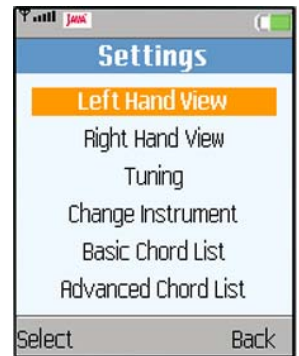 JAVA
Settings
Left Hand View
Right Hand View
Tuning
Change Instrument
Basic Chord List
Advanced Chord List
Select Back